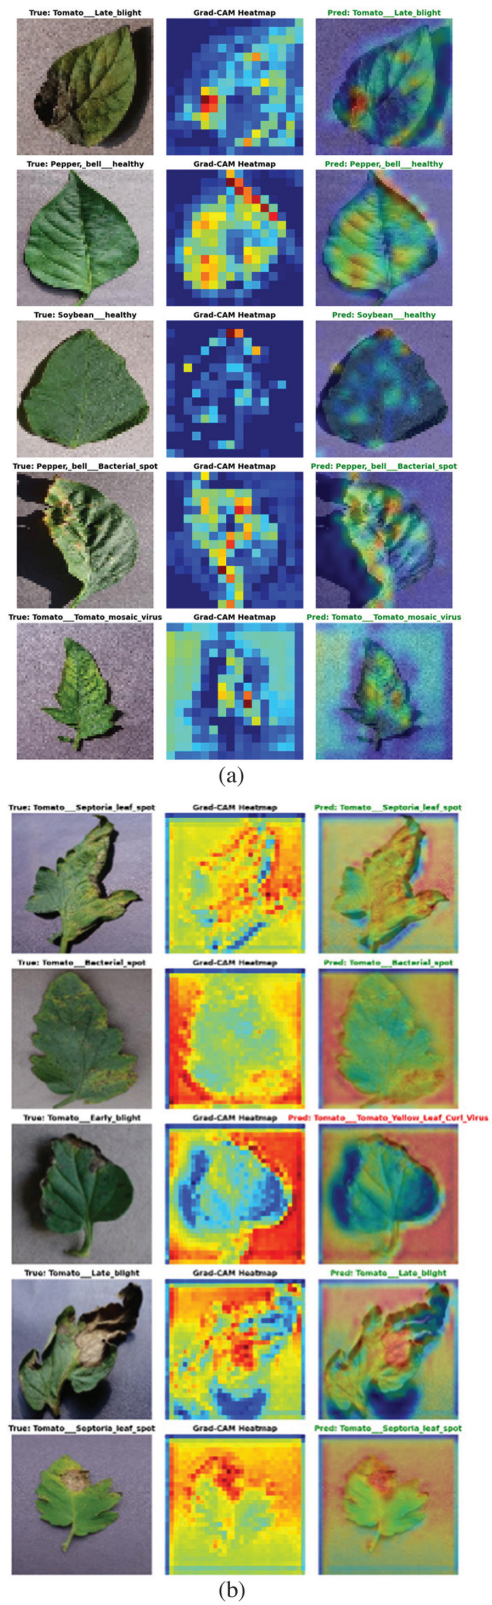 True: Tomato___Late_blight Grad-CAM Heatmap Pred: Tomato___Late_blight
True: Pepper,_bell___healthy Grad-CAM Heatmap Pred: Pepper,_bell___healthy
True: Soybean___healthy Grad-CAM Heatmap Pred: Soybean___healthy
True: Pepper,_bell___Bacterial_spot Grad-CAM Heatmap Pred: Pepper,_bell___Bacterial_spot
True: Tomato___Tomato_mosaic_virus Grad-CAM Heatmap Pred: Tomato___Tomato_mosaic_virus
(a)
True: Tomato___Septoria_leaf_spot Grad-CAM Heatmap Pred: Tomato___Septoria_leaf_spot
True: Tomato___Bacterial_spot Grad-CAM Heatmap Pred: Tomato___Bacterial_spot
True: Tomato___Early_blight Grad-CAM Heatmap Pred: Tomato___Tomato_Yellow_Leaf_Curl_Virus
True: Tomato___Late_blight Grad-CAM Heatmap Pred: Tomato___Late_blight
True: Tomato___Septoria_leaf_spot Grad-CAM Heatmap Pred: Tomato___Septoria_leaf_spot
(b)